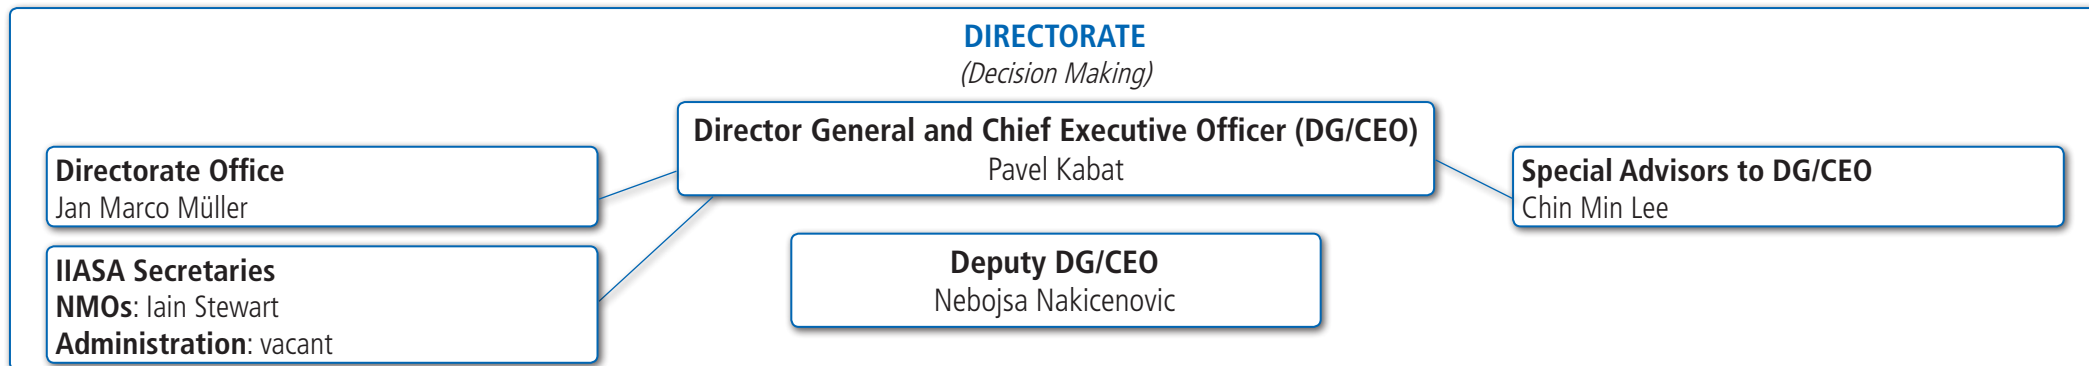 DIRECTORATE
(Decision Making)
Director General and Chief Executive Officer (DG/CEO)
Pavel Kabat
Directorate Office
Jan Marco Müller
Special Advisors to DG/CEO
Chin Min Lee
IIASA Secretaries
NMOs: Iain Stewart
Administration: vacant
Deputy DG/CEO
Nebojsa Nakicenovic